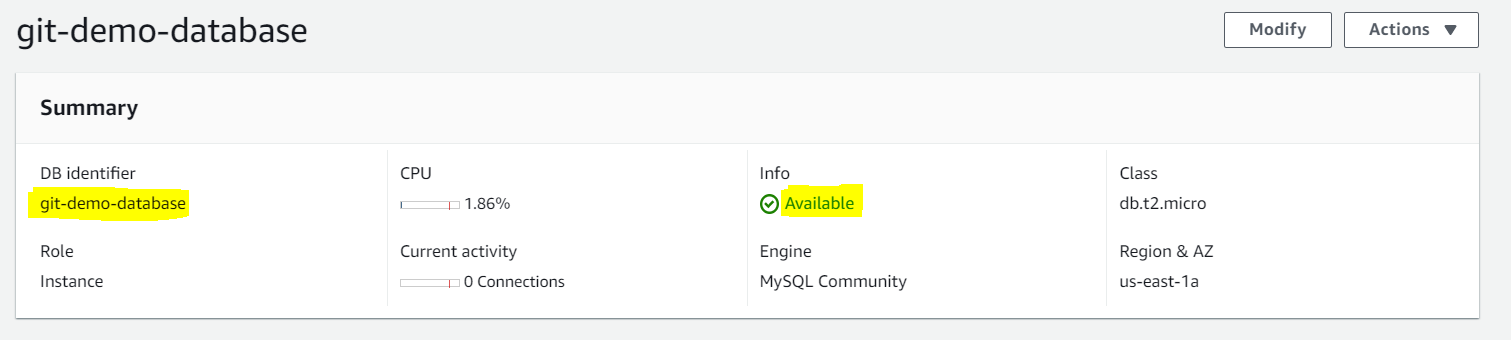 git-demo-database
Modify
Actions
Summary
DB identifier
git-demo-database
CPU
1.86%
Info
Available
Class
db.t2.micro
Role
Instance
Current activity
0 Connections
Engine
MySQL Community
Region & AZ
us-east-1a